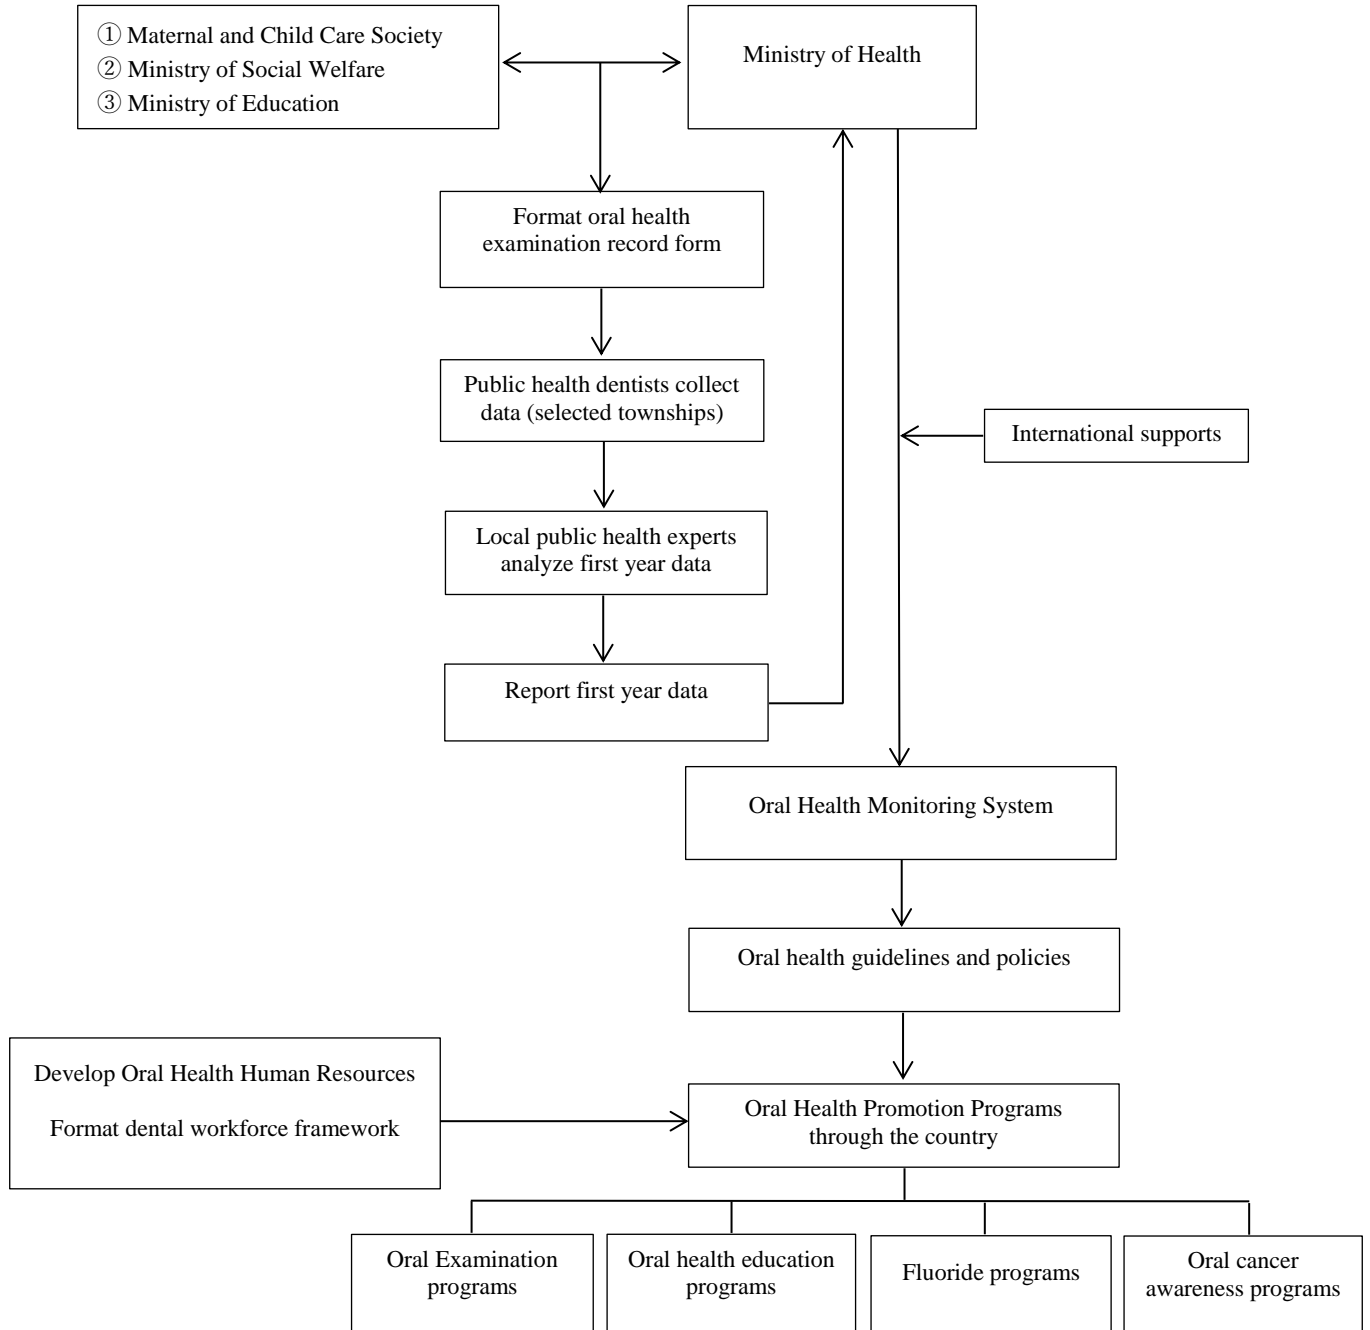 ① Maternal and Child Care Society
② Ministry of Social Welfare
③ Ministry of Education
Ministry of Health
Format oral health
examination record form
Public health dentists collect
data (selected townships)
International supports
Local public health experts
analyze first year data
Report first year data
Oral Health Monitoring System
Oral health guidelines and policies
Develop Oral Health Human Resources
Format dental workforce framework
Oral Health Promotion Programs
through the country
Oral Examination
programs
Oral health education
programs
Fluoride programs
Oral cancer
awareness programs